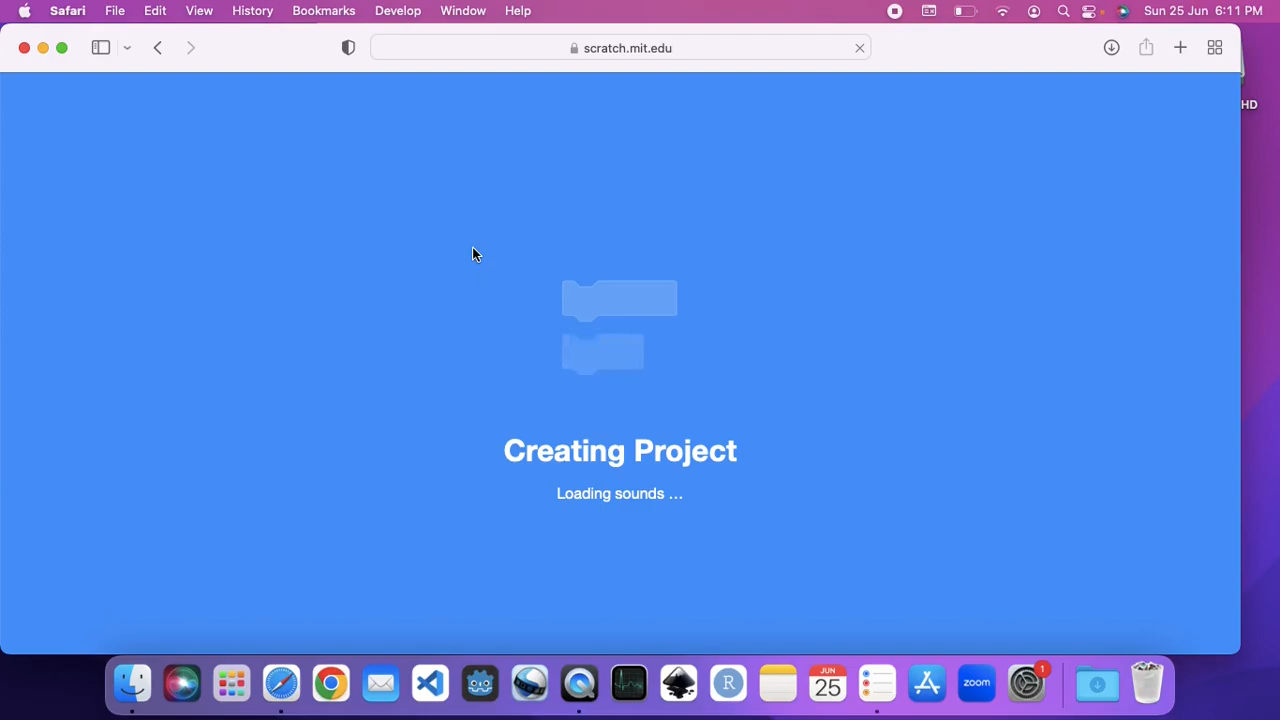 Safari File Edit View History Bookmarks Develop Window Help Sun 25 Jun 6:11 PM
scratch.mit.edu
HD
Creating Project
Loading sounds …
R
JUN
25
zoom
1